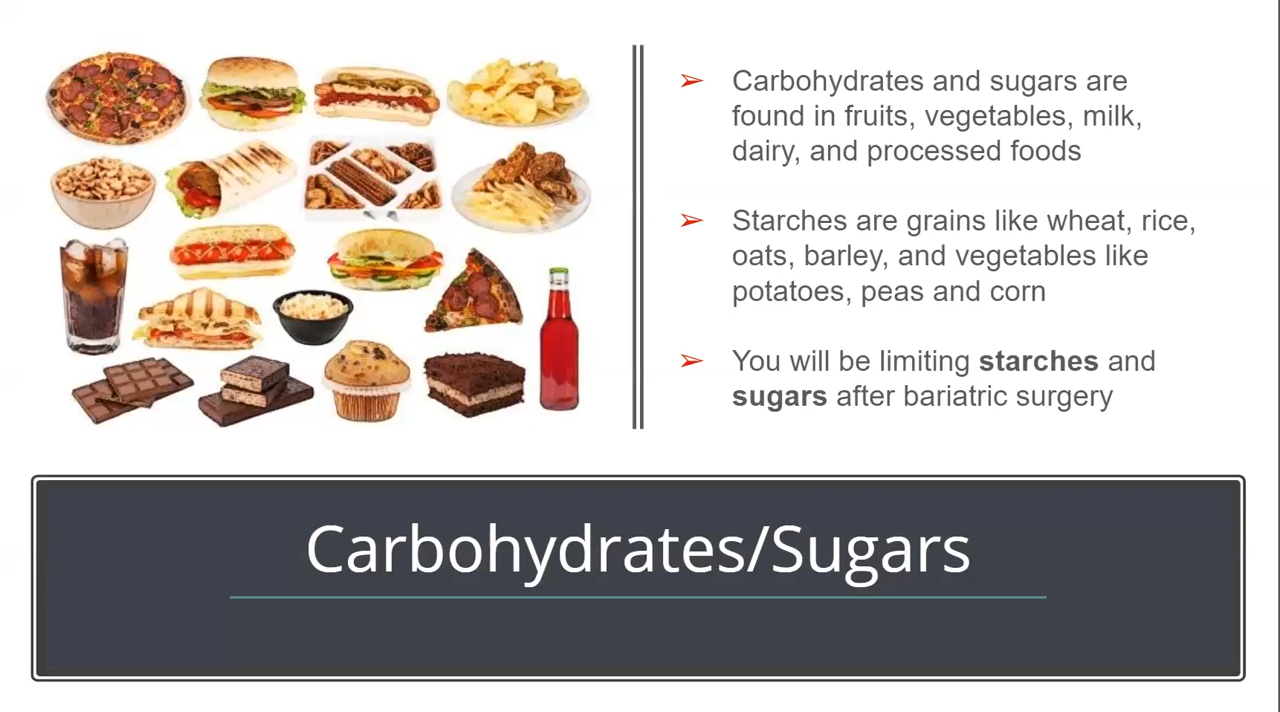 Carbohydrates and sugars are
found in fruits, vegetables, milk,
dairy, and processed foods
Starches are grains like wheat, rice,
oats, barley, and vegetables like
potatoes, peas and corn
You will be limiting starches and
sugars after bariatric surgery
Carbohydrates/Sugars